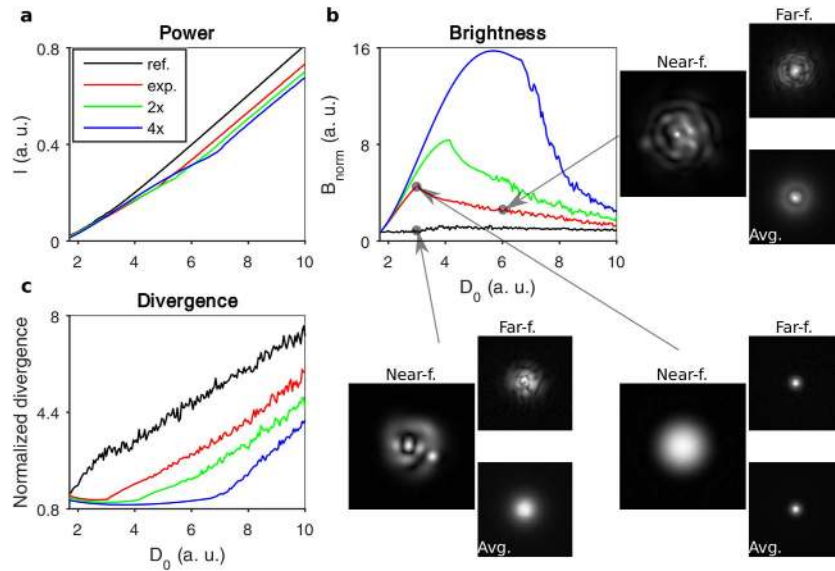 a
Power
I (a. u.)
0.8
0.4
0
ref.
exp.
2x
4x
2 4 6 8 10
b
Brightness
B_norm (a. u.)
16
8
0
2 4 6 8 10
D_0 (a. u.)
Near-f.
Far-f.
Avg.
c
Divergence
Normalized divergence
8
4.4
0.8
2 4 6 8 10
D_0 (a. u.)
Near-f.
Far-f.
Avg.
Near-f.
Far-f.
Avg.